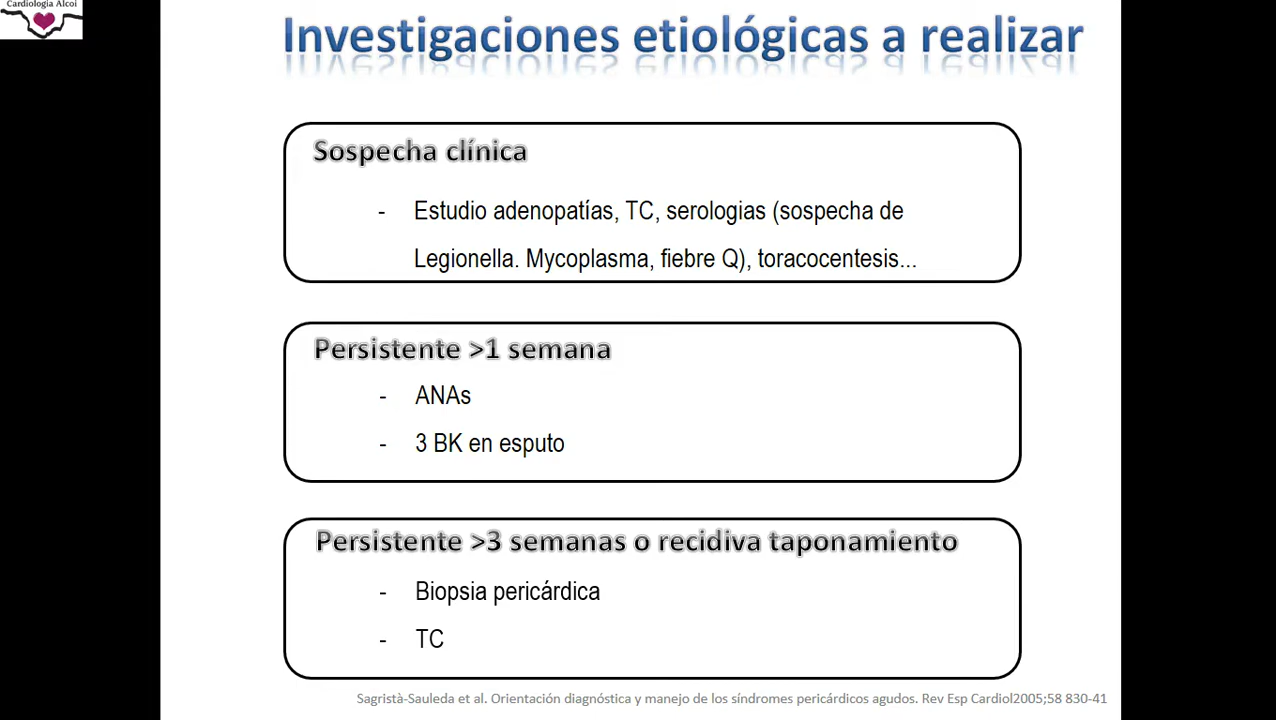 Cardiología Alcoi
Investigaciones etiológicas a realizar
Sospecha clínica
- Estudio adenopatías, TC, serologias (sospecha de
Legionella. Mycoplasma, fiebre Q), toracocentesis...
Persistente >1 semana
- ANAs
- 3 BK en esputo
Persistente >3 semanas o recidiva taponamiento
- Biopsia pericárdica
- TC
Sagristà-Sauleda et al. Orientación diagnóstica y manejo de los síndromes pericárdicos agudos. Rev Esp Cardiol2005;58 830-41